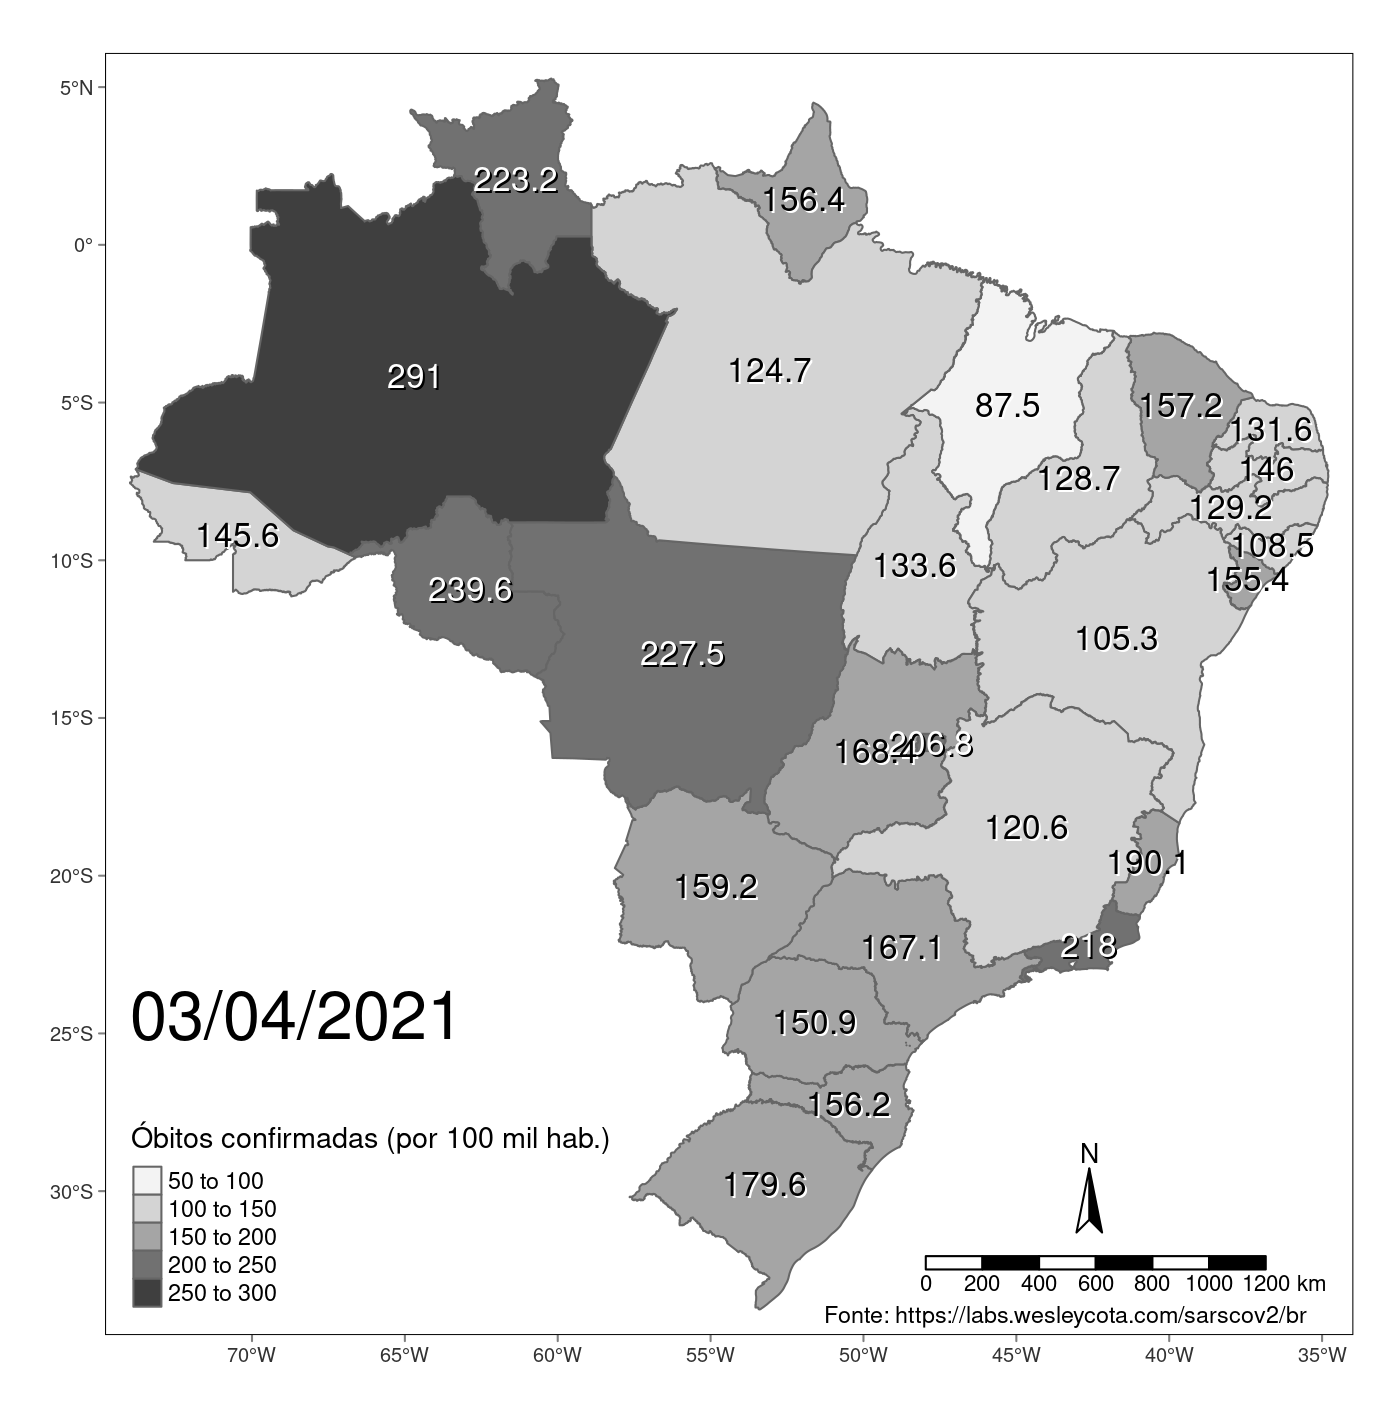 5°N
0°
5°S
10°S
15°S
20°S
25°S
30°S
223.2
156.4
291
124.7
87.5
157.2
131.6
146
128.7
129.2
108.5
155.4
145.6
239.6
133.6
105.3
227.5
168.4
206.8
120.6
190.1
159.2
167.1
218
150.9
156.2
179.6
03/04/2021
Óbitos confirmadas (por 100 mil hab.)
50 to 100
100 to 150
150 to 200
200 to 250
250 to 300
N
0 200 400 600 800 1000 1200 km
Fonte: https://labs.wesleycota.com/sarscov2/br
70°W 65°W 60°W 55°W 50°W 45°W 40°W 35°W